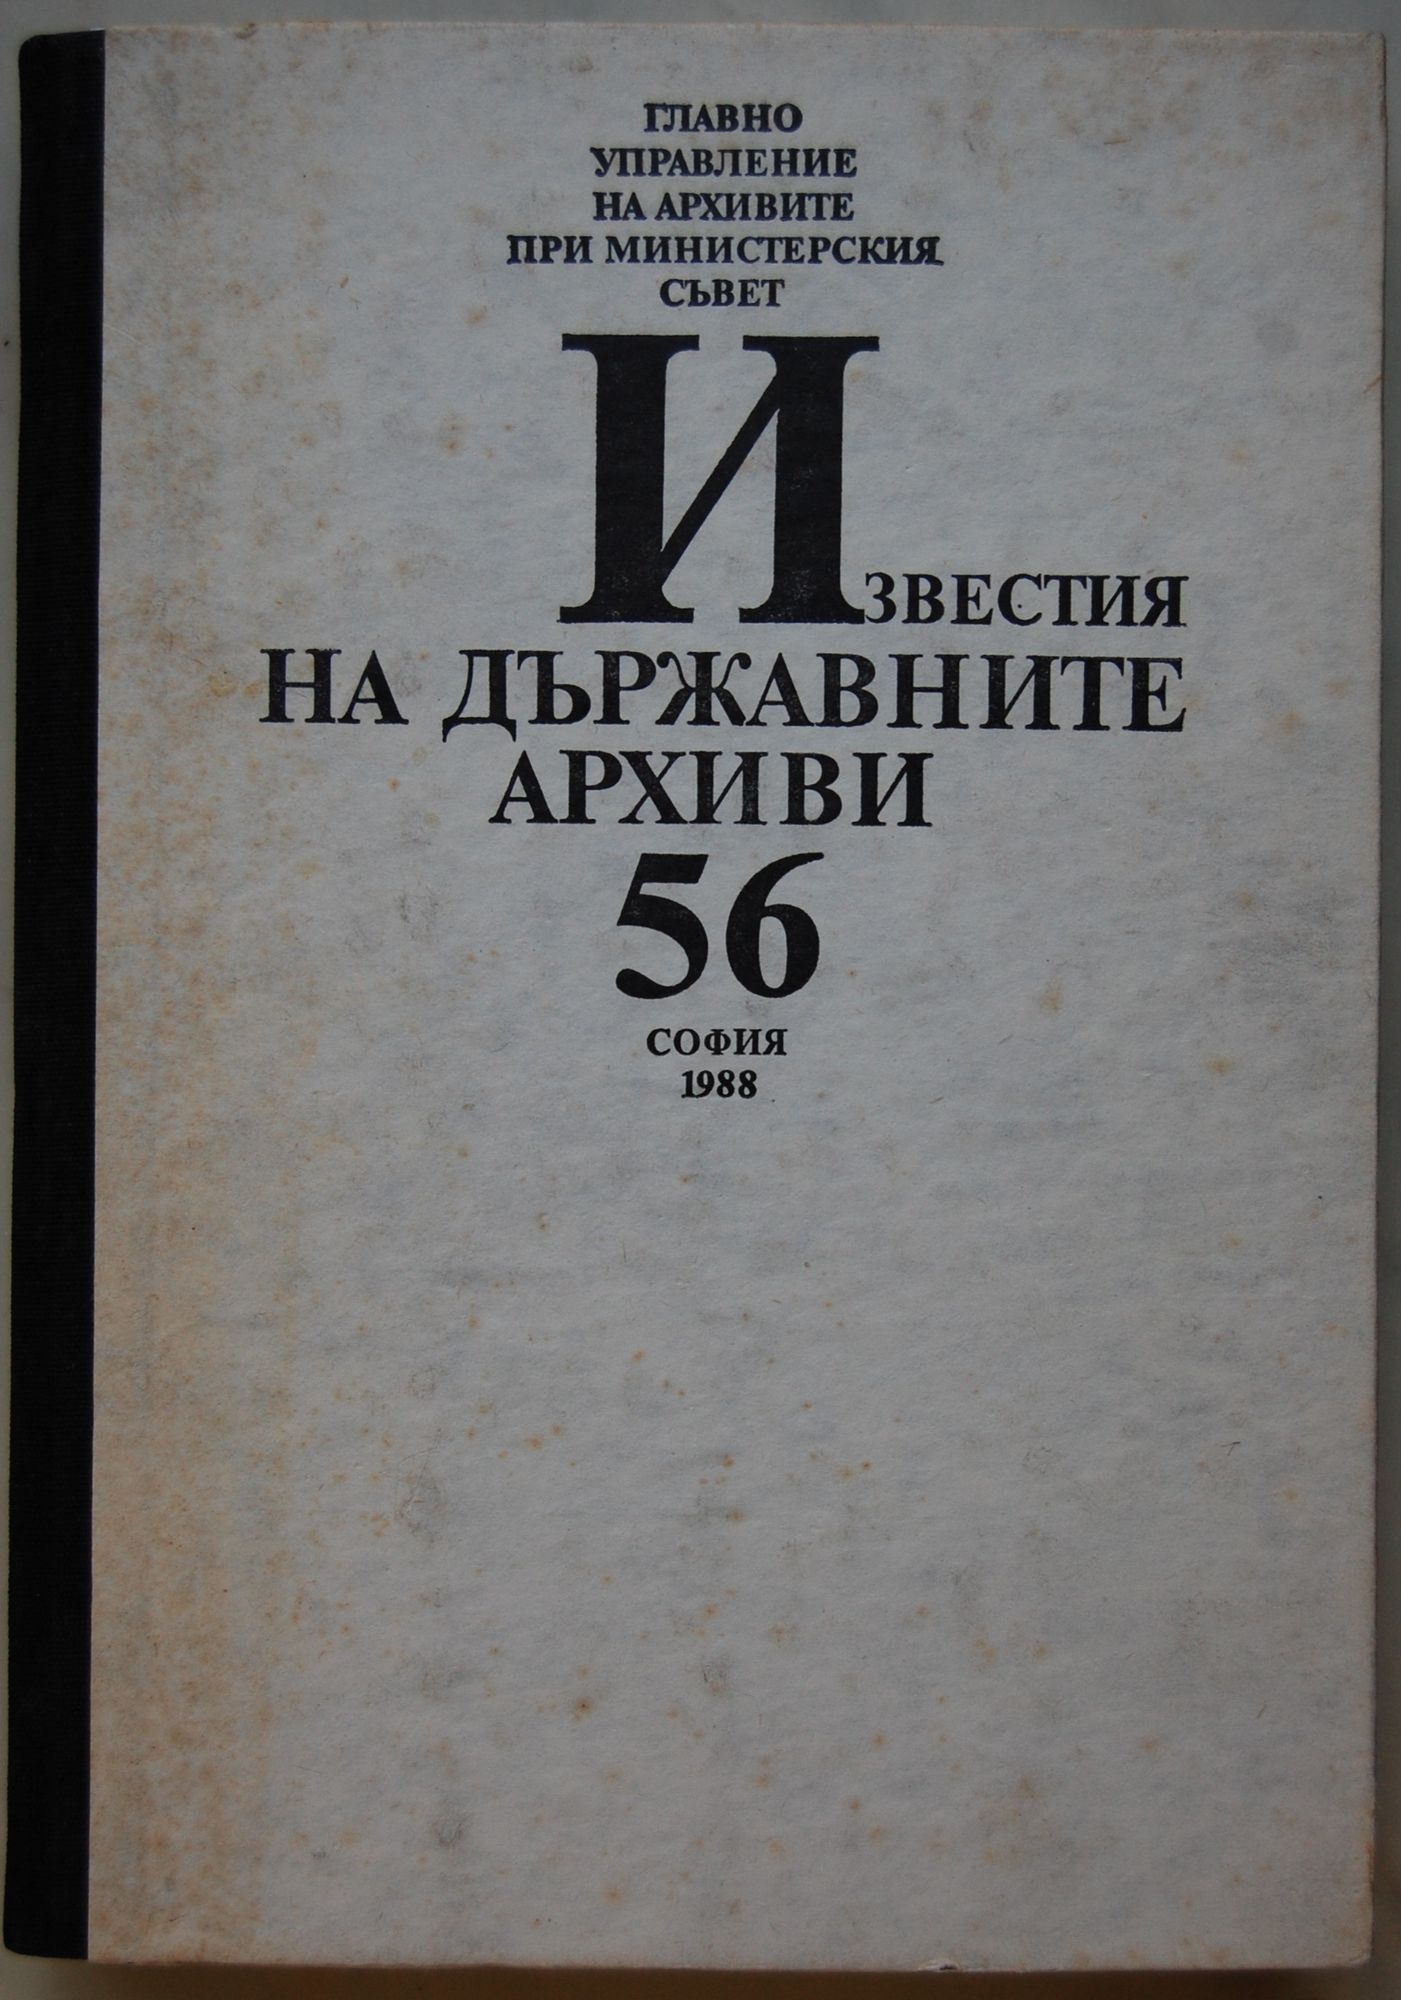 ГЛАВНО
УПРАВЛЕНИЕ
НА АРХИВИТЕ
ПРИ МИНИСТЕРСКИЯ
СЪВЕТ
ИЗВЕСТИЯ
НА ДЪРЖАВНИТЕ
АРХИВИ
56
СОФИЯ
1988